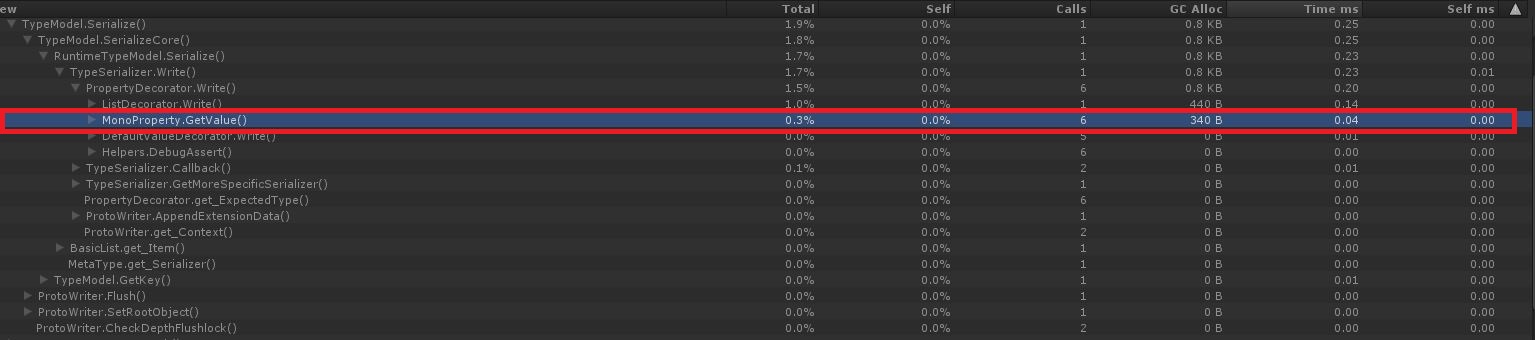 ew Total Self Calls GC Alloc Time ms Self ms
TypeModel.Serialize() 1.9% 0.0% 1 0.8 KB 0.25 0.00
TypeModel.SerializeCore() 1.8% 0.0% 1 0.8 KB 0.25 0.00
RuntimeTypeModel.Serialize() 1.7% 0.0% 1 0.8 KB 0.23 0.00
TypeSerializer.Write() 1.7% 0.0% 1 0.8 KB 0.23 0.01
PropertyDecorator.Write() 1.5% 0.0% 6 0.8 KB 0.20 0.00
ListDecorator.Write() 1.0% 0.0% 1 440 B 0.14 0.00
MonoProperty.GetValue() 0.3% 0.0% 6 340 B 0.04 0.00
DefaultValueDecorator.Write() 0.0% 0.0% 5 0 B 0.01 0.00
Helpers.DebugAssert() 0.0% 0.0% 6 0 B 0.00 0.00
TypeSerializer.Callback() 0.1% 0.0% 2 0 B 0.01 0.00
TypeSerializer.GetMoreSpecificSerializer() 0.0% 0.0% 1 0 B 0.00 0.00
PropertyDecorator.get_ExpectedType() 0.0% 0.0% 6 0 B 0.00 0.00
ProtoWriter.AppendExtensionData() 0.0% 0.0% 1 0 B 0.00 0.00
ProtoWriter.get_Context() 0.0% 0.0% 2 0 B 0.00 0.00
BasicList.get_Item() 0.0% 0.0% 1 0 B 0.00 0.00
MetaType.get_Serializer() 0.0% 0.0% 1 0 B 0.00 0.00
TypeModel.GetKey() 0.0% 0.0% 1 0 B 0.01 0.00
ProtoWriter.Flush() 0.0% 0.0% 1 0 B 0.00 0.00
ProtoWriter.SetRootObject() 0.0% 0.0% 1 0 B 0.00 0.00
ProtoWriter.CheckDepthFlushlock() 0.0% 0.0% 2 0 B 0.00 0.00